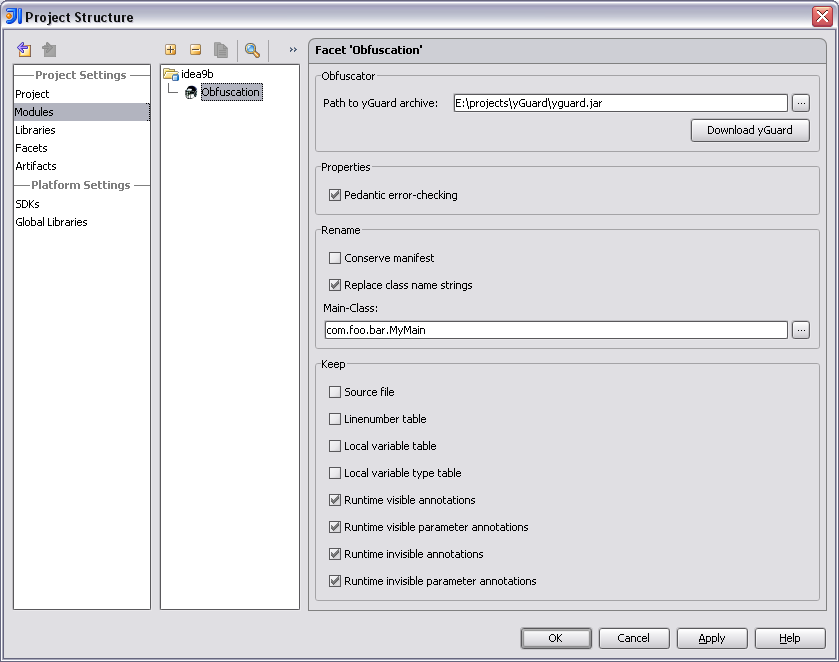 Project Structure
Project Settings
Project
Modules
Libraries
Facets
Artifacts
Platform Settings
SDKs
Global Libraries
idea9b
Obfuscation
Facet 'Obfuscation'
Obfuscator
Path to yGuard archive: E:\projects\yGuard\yguard.jar ...
Download yGuard
Properties
Pedantic error-checking
Rename
Conserve manifest
Replace class name strings
Main-Class:
com.foo.bar.MyMain ...
Keep
Source file
Linenumber table
Local variable table
Local variable type table
Runtime visible annotations
Runtime visible parameter annotations
Runtime invisible annotations
Runtime invisible parameter annotations
OK Cancel Apply Help